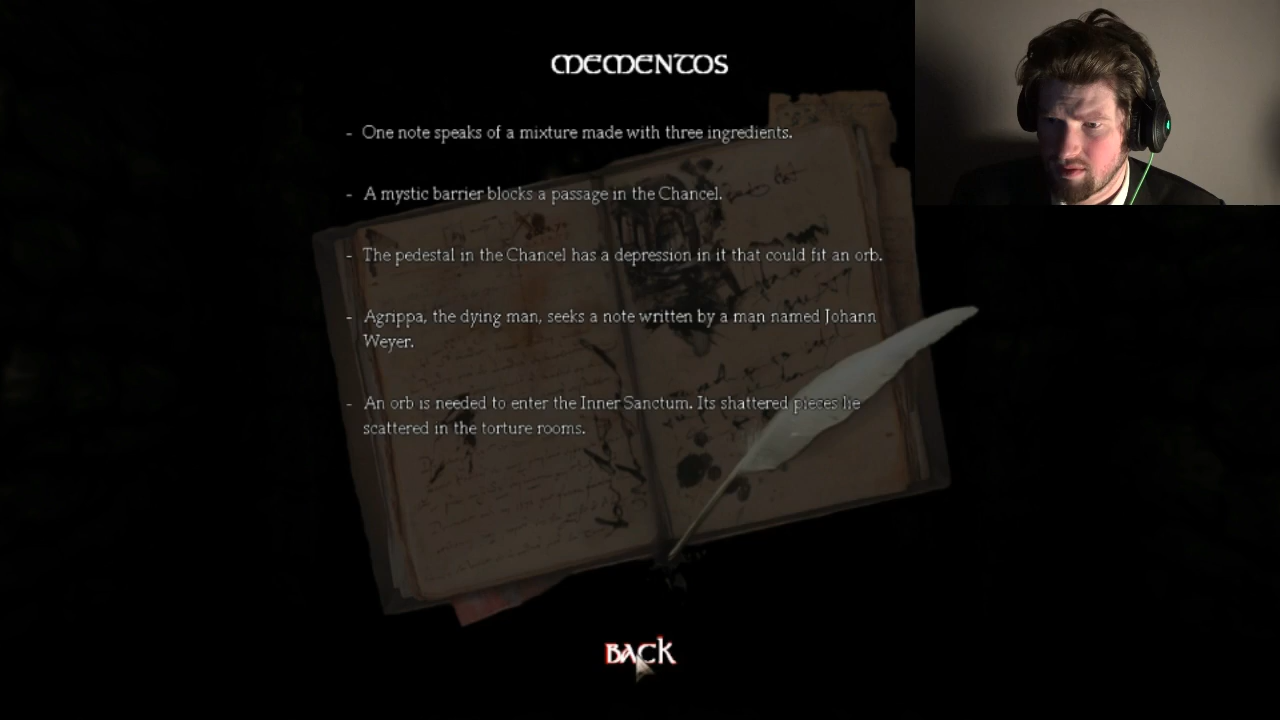 MEMENTOS
- One note speaks of a mixture made with three ingredients.
- A mystic barrier blocks a passage in the Chancel.
- The pedestal in the Chancel has a depression in it that could fit an orb.
- Agrippa, the dying man, seeks a note written by a man named Johann
Weyer.
- An orb is needed to enter the Inner Sanctum. Its shattered pieces lie
scattered in the torture rooms.
BACK